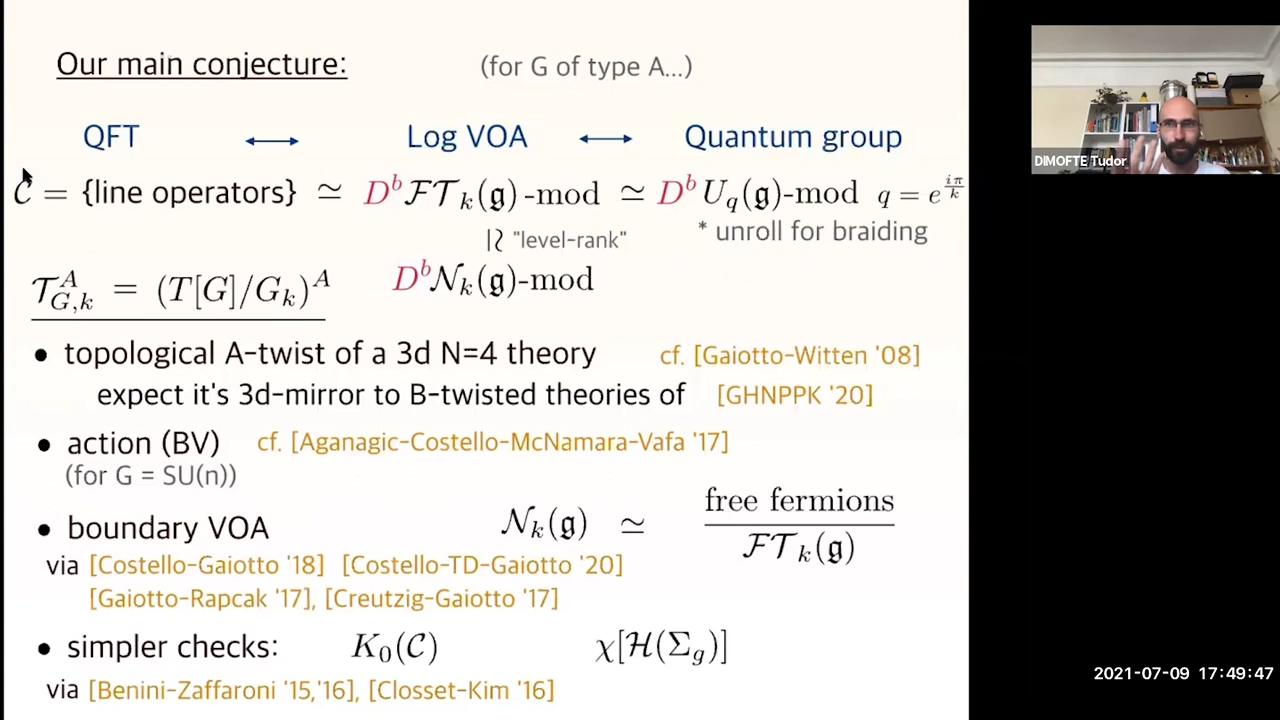 Our main conjecture: (for G of type A...)
QFT ⟷ Log VOA ⟷ Quantum group
𝒞 = {line operators} ≃ D^b ℱ𝒯_k(𝔤)-mod ≃ D^b U_q(𝔤)-mod q = e^{iπ/k}
≀| "level-rank" * unroll for braiding
𝒯^A_{G,k} = (T[G]/G_k)^A D^b 𝒩_k(𝔤)-mod
• topological A-twist of a 3d N=4 theory cf. [Gaiotto-Witten '08]
expect it's 3d-mirror to B-twisted theories of [GHNPPK '20]
• action (BV) cf. [Aganagic-Costello-McNamara-Vafa '17]
(for G = SU(n))
• boundary VOA 𝒩_k(𝔤) ≃ free fermions / ℱ𝒯_k(𝔤)
via [Costello-Gaiotto '18] [Costello-TD-Gaiotto '20]
[Gaiotto-Rapcak '17], [Creutzig-Gaiotto '17]
• simpler checks: K_0(𝒞) χ[ℋ(Σ_g)]
via [Benini-Zaffaroni '15,'16], [Closset-Kim '16]
DIMOFTE Tudor
2021-07-09 17:49:47